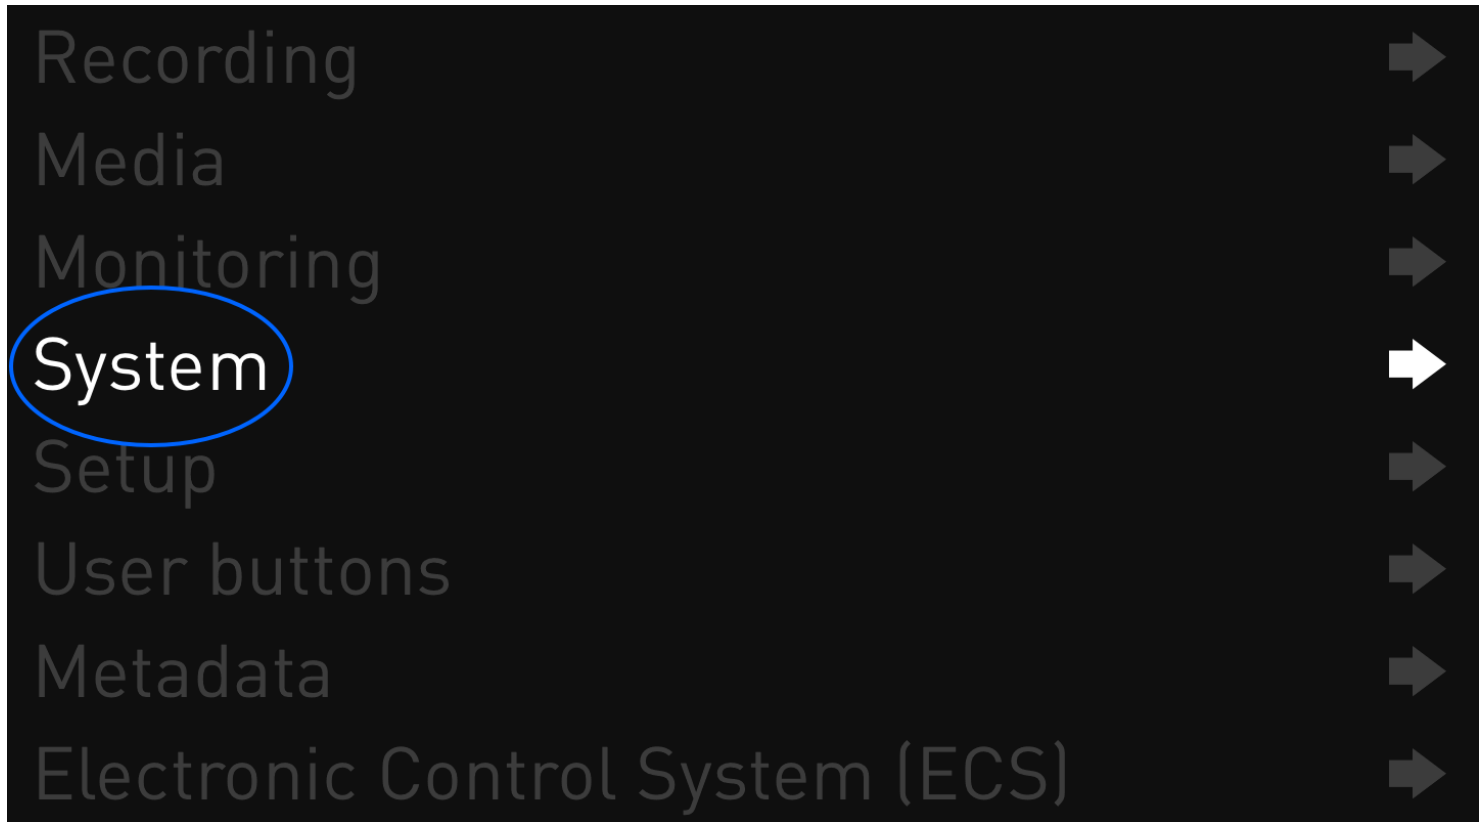 Recording
Media
Monitoring
System
Setup
User buttons
Metadata
Electronic Control System (ECS)